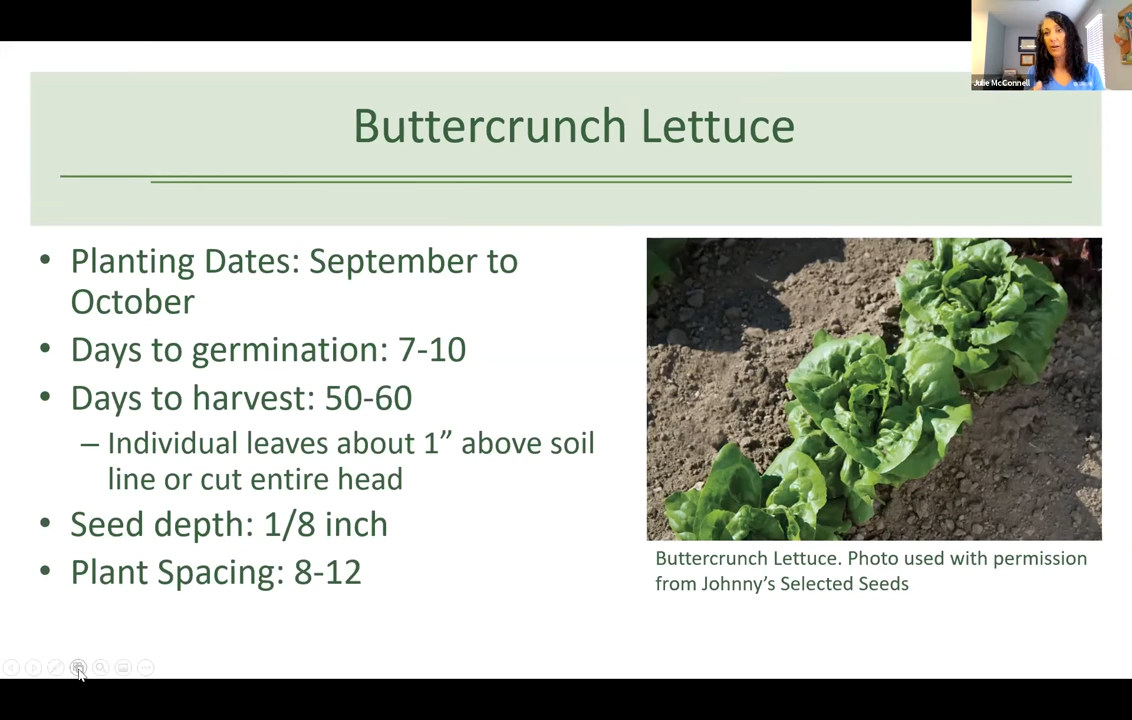 Julie McConnell
Buttercrunch Lettuce
• Planting Dates: September to
October
• Days to germination: 7-10
• Days to harvest: 50-60
– Individual leaves about 1” above soil
line or cut entire head
• Seed depth: 1/8 inch
• Plant Spacing: 8-12
Buttercrunch Lettuce. Photo used with permission
from Johnny’s Selected Seeds